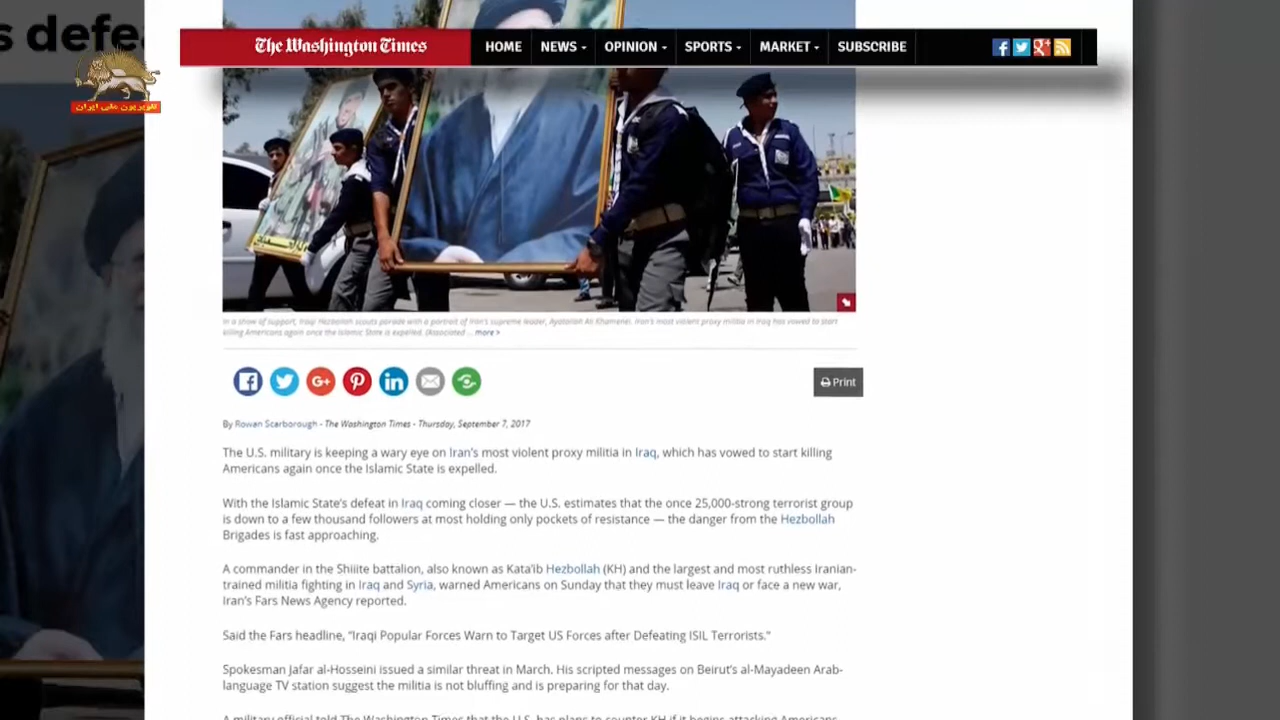 s defea
The Washington Times
HOME NEWS OPINION SPORTS MARKET SUBSCRIBE
تلویزیون ملی ایران
In a show of support, Iraqi Hezbollah scouts parade with a portrait of Iran's supreme leader, Ayatollah Ali Khamenei. Iran's most violent proxy militia in Iraq has vowed to start
killing Americans again once the Islamic State is expelled. (Associated ... more >
Print
By Rowan Scarborough - The Washington Times - Thursday, September 7, 2017
The U.S. military is keeping a wary eye on Iran's most violent proxy militia in Iraq, which has vowed to start killing
Americans again once the Islamic State is expelled.
With the Islamic State's defeat in Iraq coming closer — the U.S. estimates that the once 25,000-strong terrorist group
is down to a few thousand followers at most holding only pockets of resistance — the danger from the Hezbollah
Brigades is fast approaching.
A commander in the Shiiite battalion, also known as Kata'ib Hezbollah (KH) and the largest and most ruthless Iranian-
trained militia fighting in Iraq and Syria, warned Americans on Sunday that they must leave Iraq or face a new war,
Iran's Fars News Agency reported.
Said the Fars headline, "Iraqi Popular Forces Warn to Target US Forces after Defeating ISIL Terrorists."
Spokesman Jafar al-Hosseini issued a similar threat in March. His scripted messages on Beirut's al-Mayadeen Arab-
language TV station suggest the militia is not bluffing and is preparing for that day.
A military official told The Washington Times that the U.S. has plans to counter KH if it begins attacking Americans